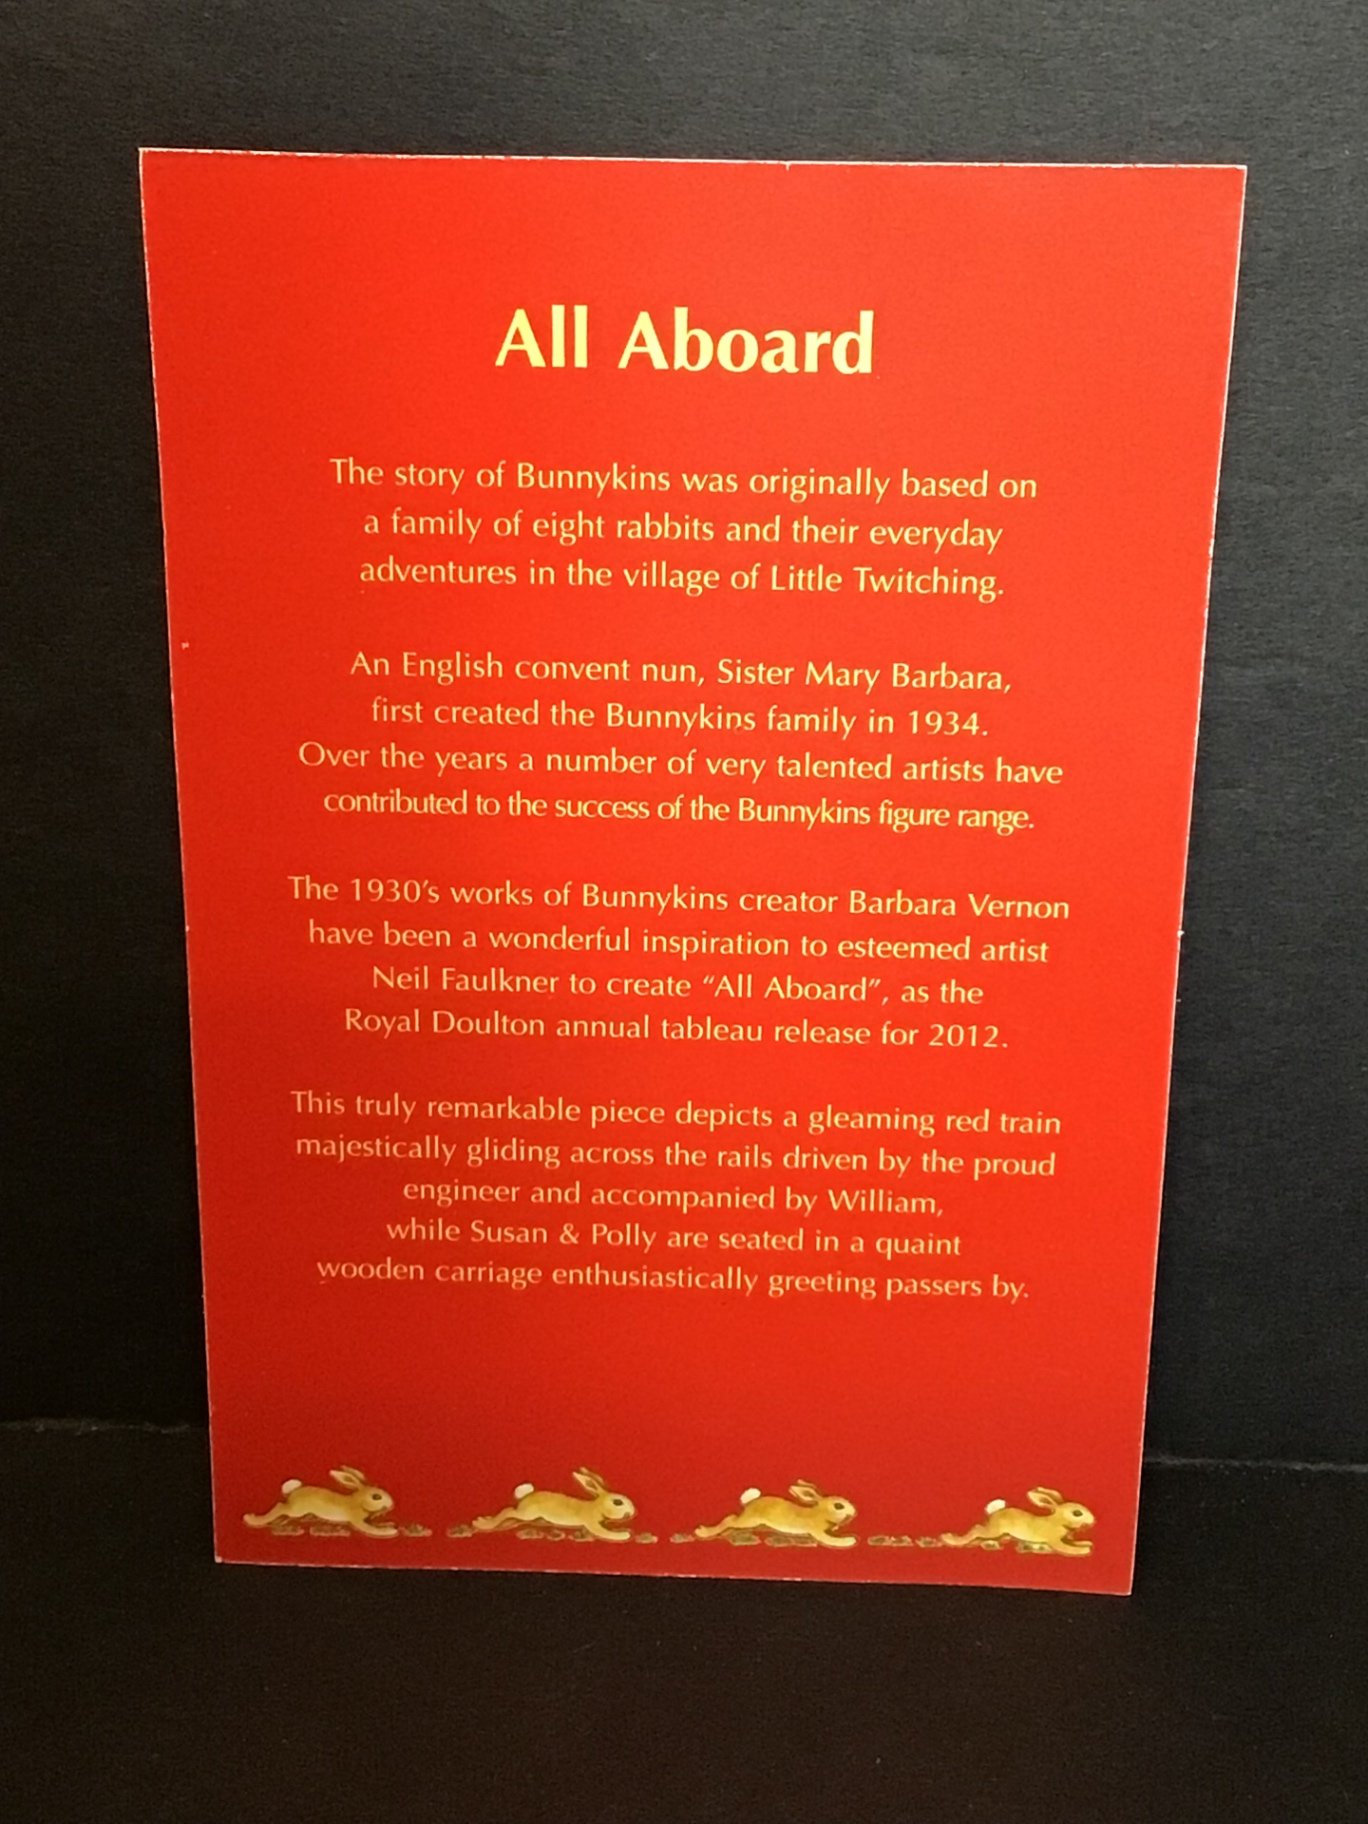 All Aboard
The story of Bunnykins was originally based on
a family of eight rabbits and their everyday
adventures in the village of Little Twitching.
An English convent nun, Sister Mary Barbara,
first created the Bunnykins family in 1934.
Over the years a number of very talented artists have
contributed to the success of the Bunnykins figure range.
The 1930's works of Bunnykins creator Barbara Vernon
have been a wonderful inspiration to esteemed artist
Neil Faulkner to create “All Aboard”, as the
Royal Doulton annual tableau release for 2012.
This truly remarkable piece depicts a gleaming red train
majestically gliding across the rails driven by the proud
engineer and accompanied by William,
while Susan & Polly are seated in a quaint
wooden carriage enthusiastically greeting passers by.